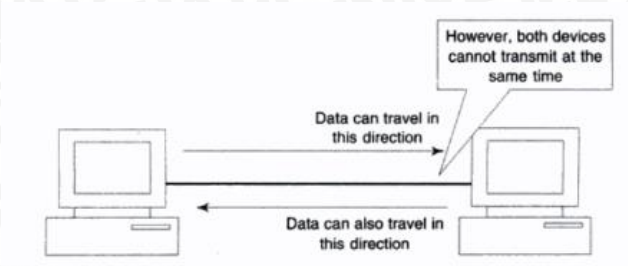 However, both devices
cannot transmit at the
same time
Data can travel in
this direction
Data can also travel in
this direction